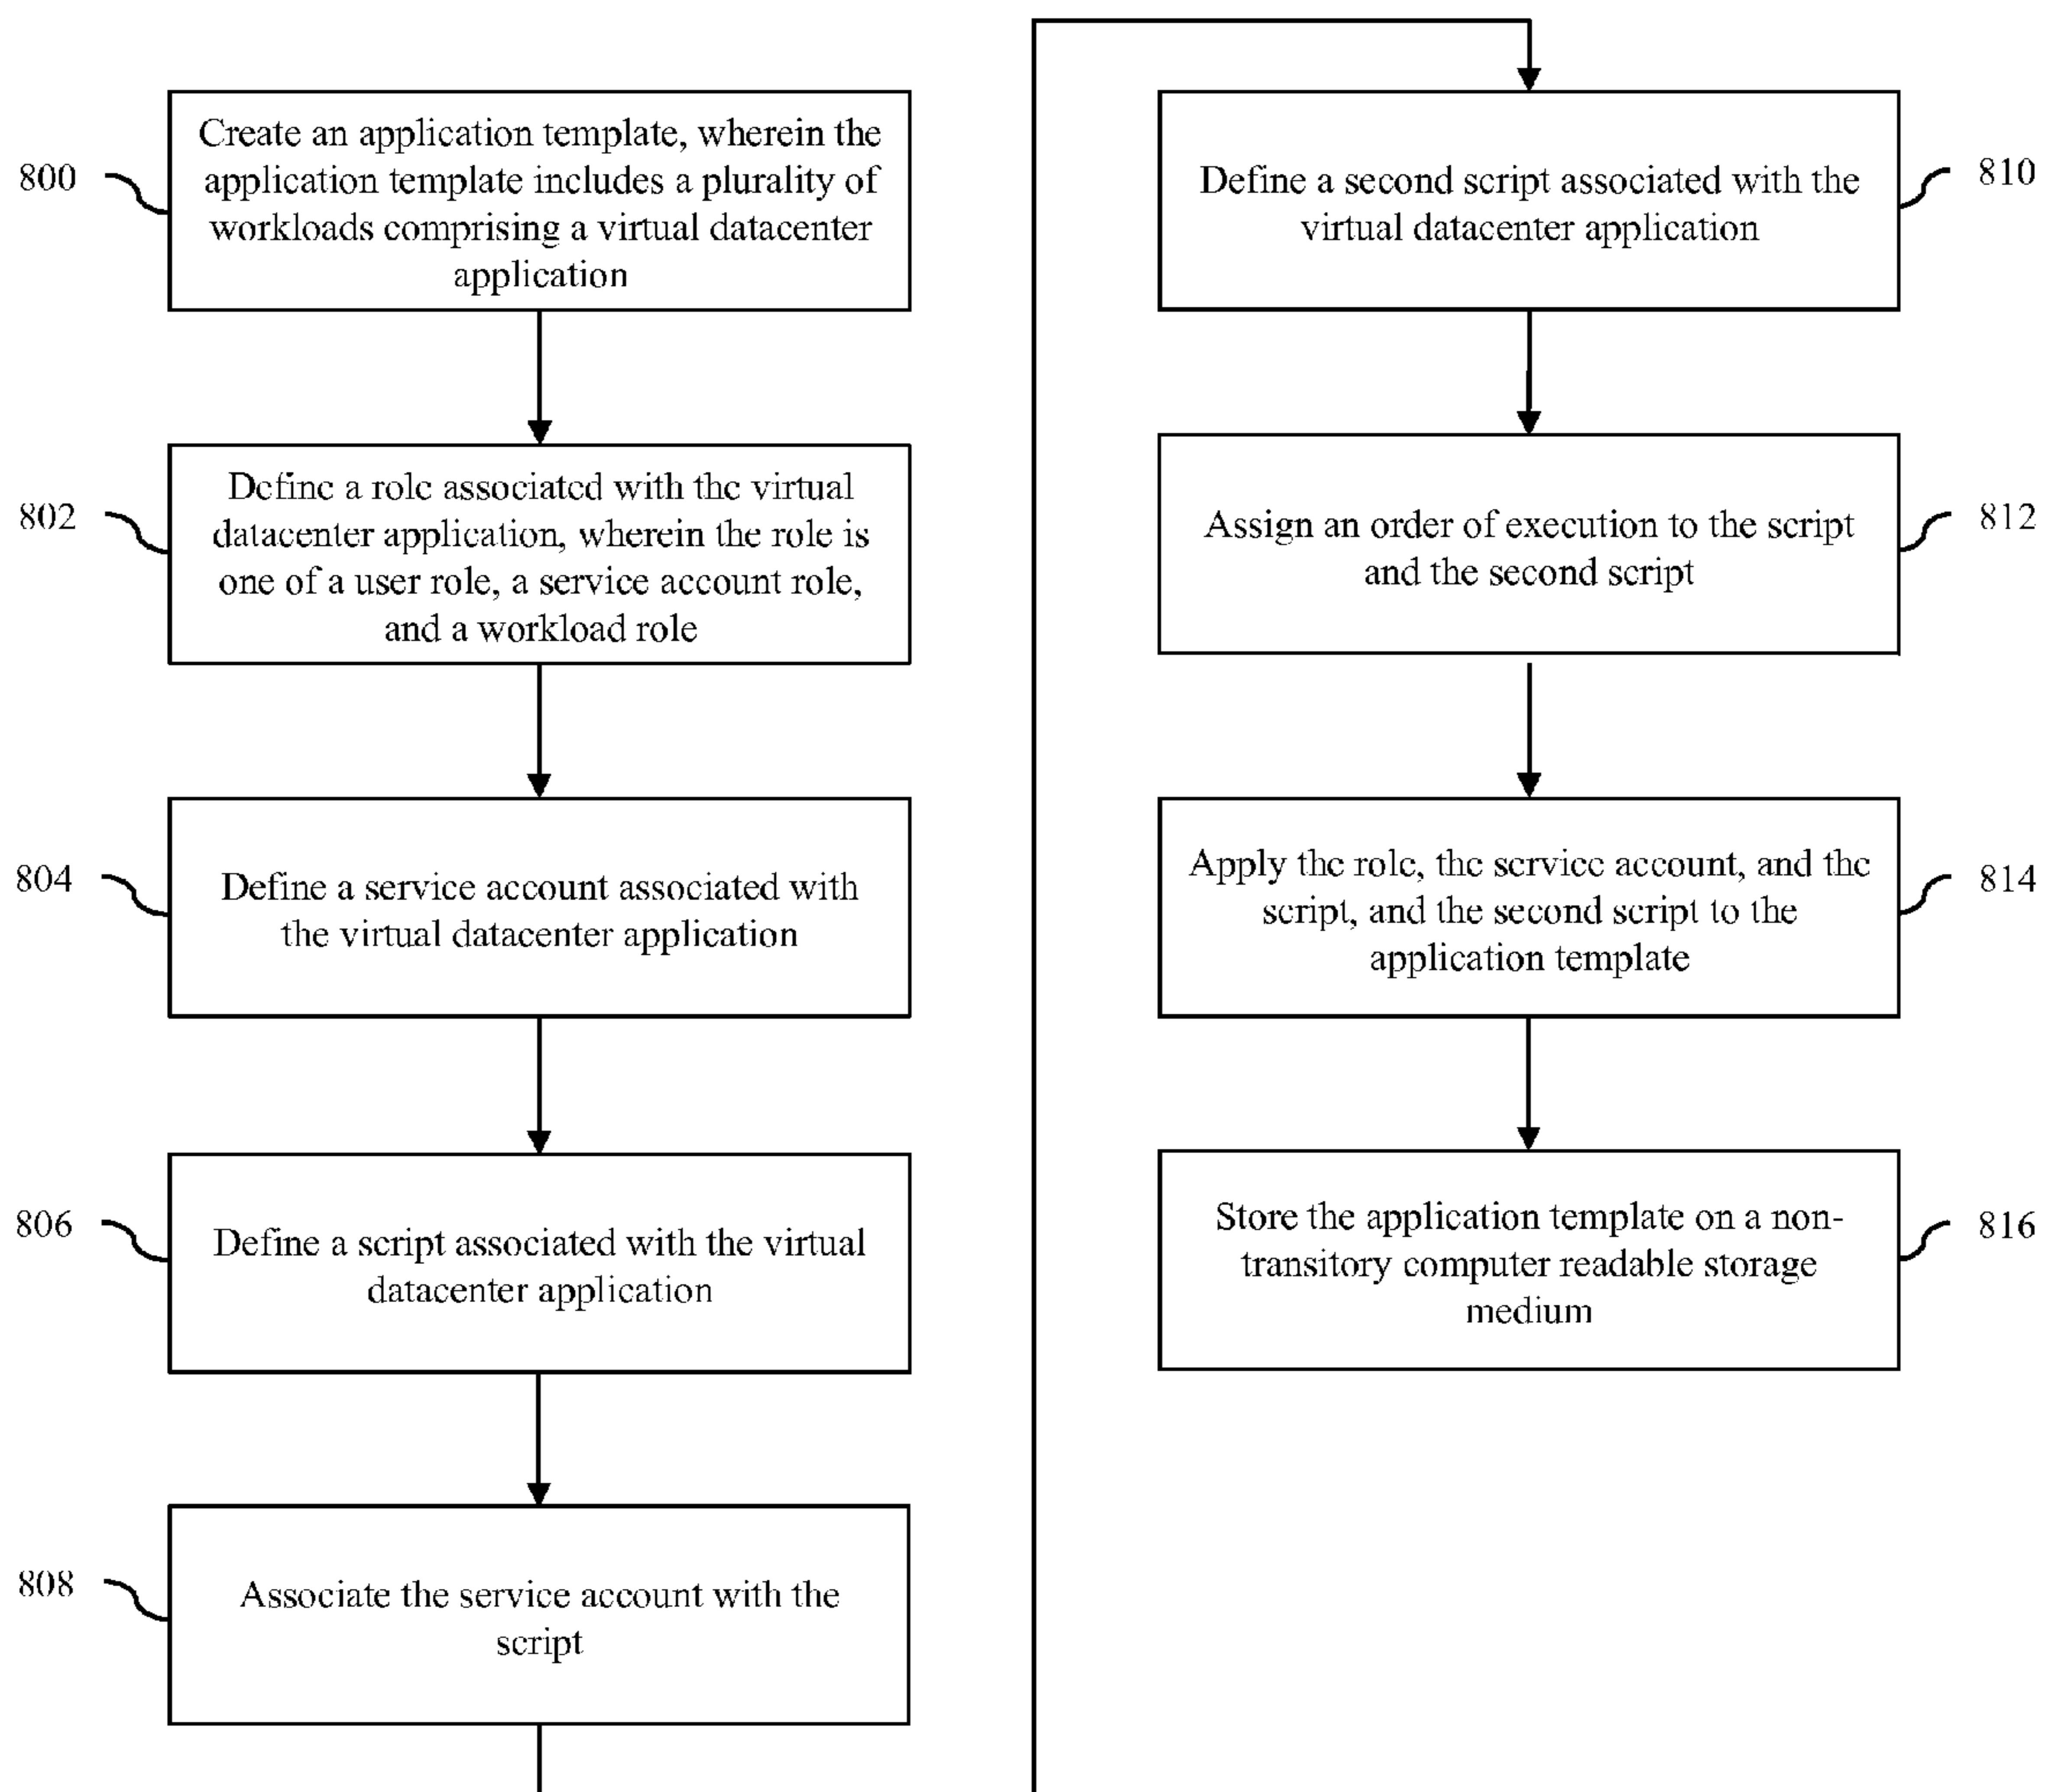 800
Create an application template, wherein the
application template includes a plurality of
workloads comprising a virtual datacenter
application
802
Define a role associated with the virtual
datacenter application, wherein the role is
one of a user role, a service account role,
and a workload role
804
Define a service account associated with
the virtual datacenter application
806
Define a script associated with the virtual
datacenter application
808
Associate the service account with the
script
810
Define a second script associated with the
virtual datacenter application
812
Assign an order of execution to the script
and the second script
814
Apply the role, the service account, and the
script, and the second script to the
application template
816
Store the application template on a non-
transitory computer readable storage
medium